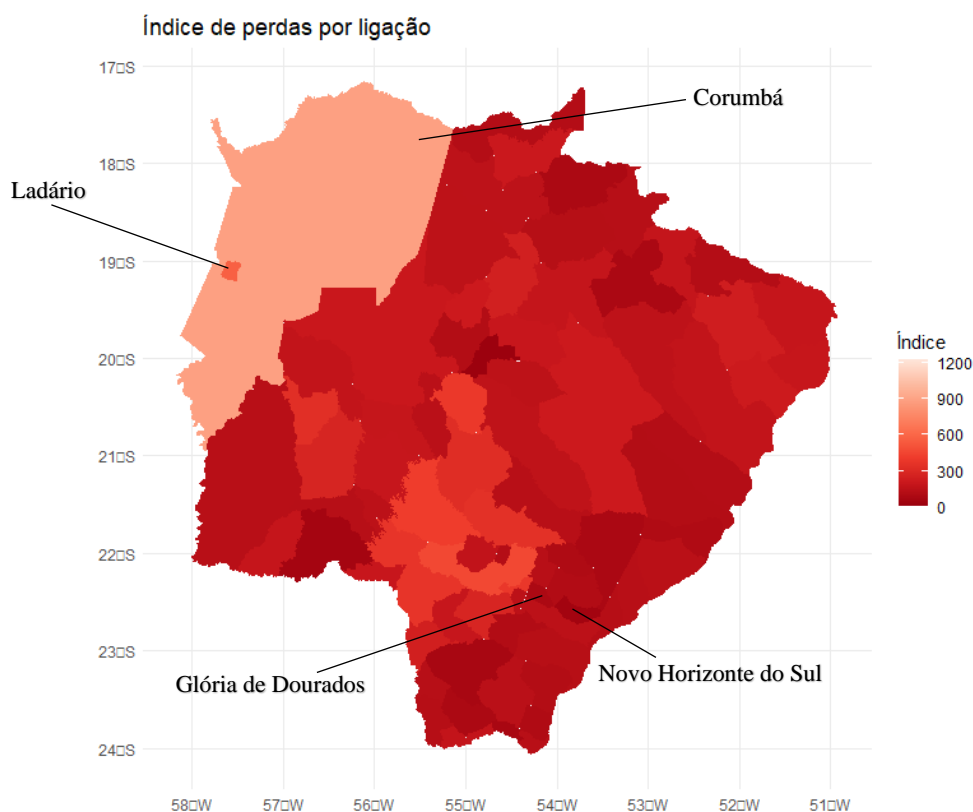 Índice de perdas por ligação
17□S
Corumbá
18□S
Ladário
19□S
20□S
21□S
22□S
23□S
24□S
Índice
1200
900
600
300
0
Glória de Dourados
Novo Horizonte do Sul
58□W 57□W 56□W 55□W 54□W 53□W 52□W 51□W